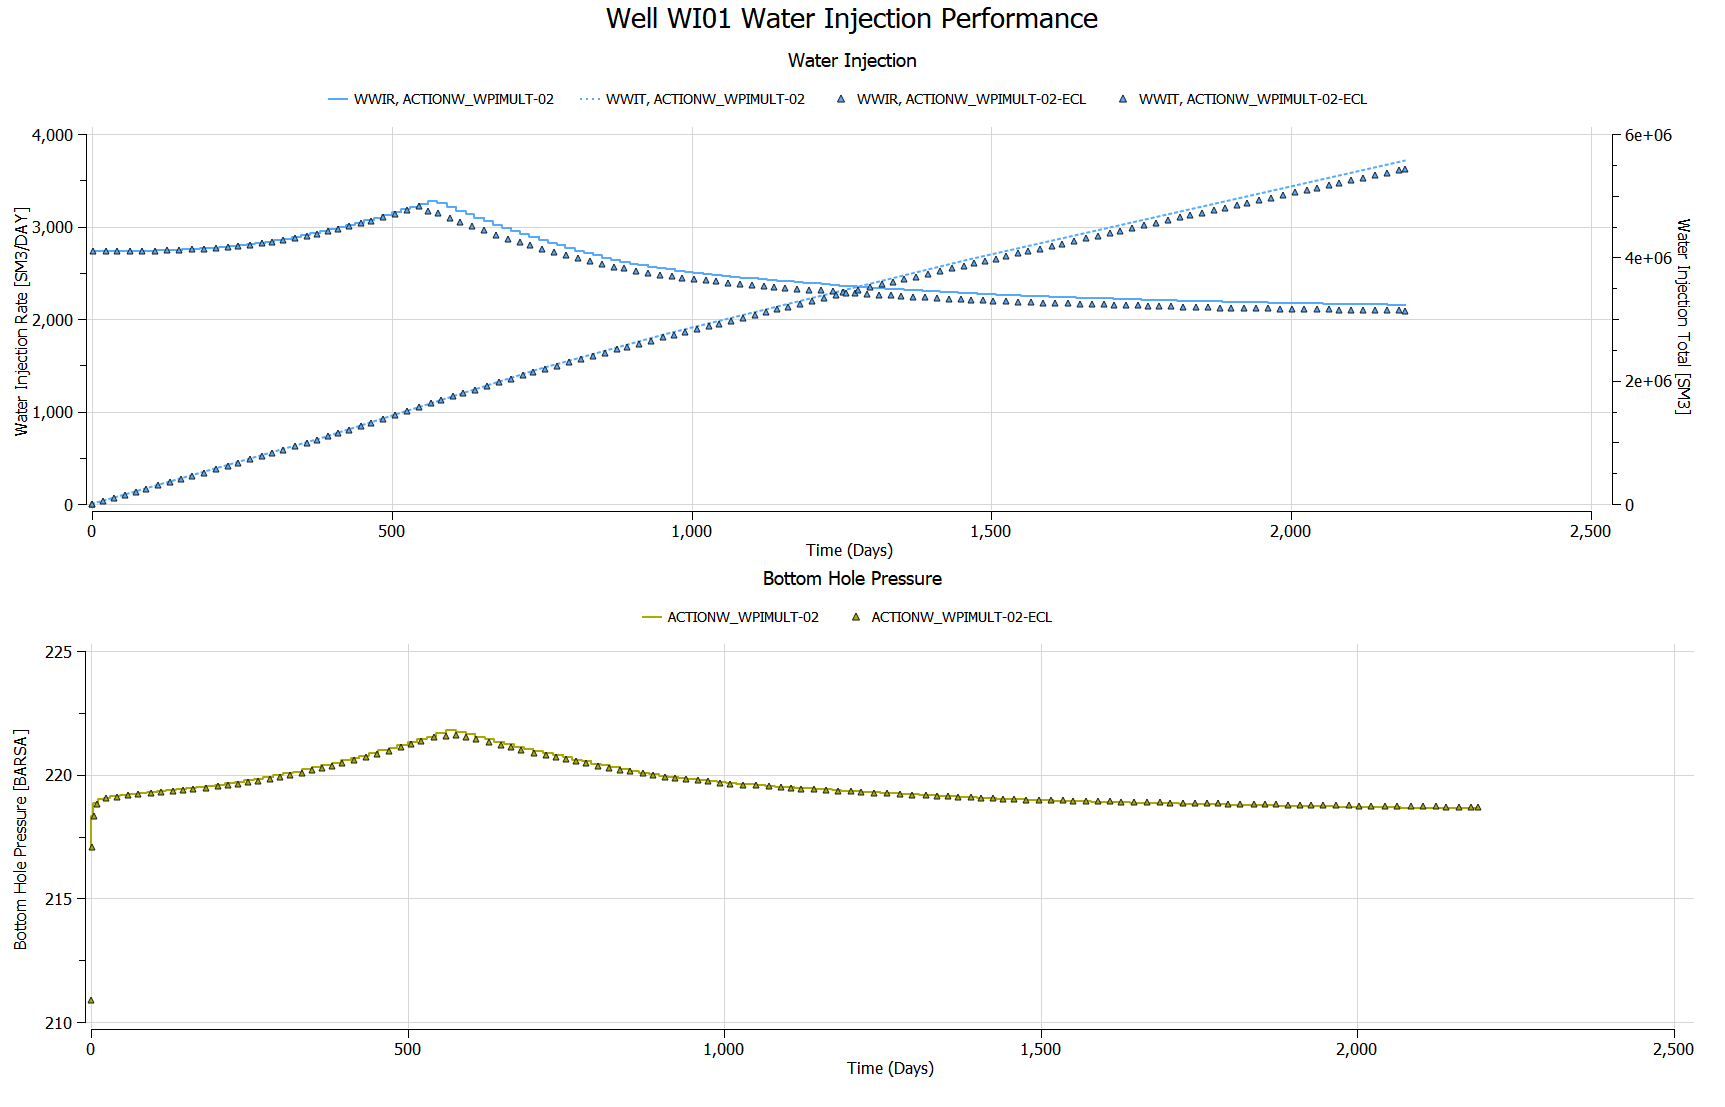 Well WI01 Water Injection Performance
Water Injection
WWIR, ACTIONW_WPIMULT-02 WWIT, ACTIONW_WPIMULT-02 WWIR, ACTIONW_WPIMULT-02-ECL WWIT, ACTIONW_WPIMULT-02-ECL
Water Injection Rate [SM3/DAY]
4,000
3,000
2,000
1,000
0
6e+06
4e+06
2e+06
0
Water Injection Total [SM3]
0 500 1,000 1,500 2,000 2,500
Time (Days)
Bottom Hole Pressure
ACTIONW_WPIMULT-02 ACTIONW_WPIMULT-02-ECL
Bottom Hole Pressure [BARSA]
225
220
215
210
0 500 1,000 1,500 2,000 2,500
Time (Days)